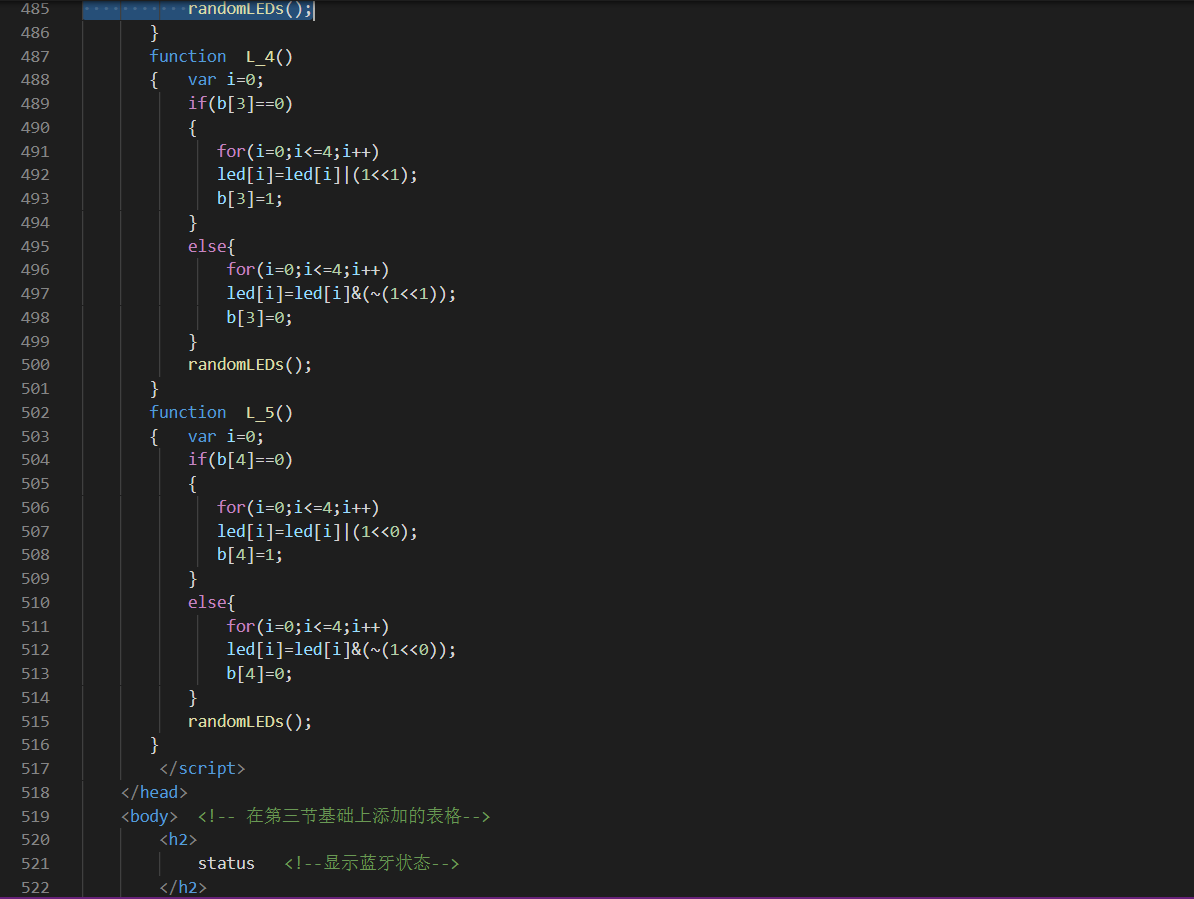 485 randomLEDs();
486 }
487 function  L_4()
488 {   var i=0;
489 if(b[3]==0)
490 {
491 for(i=0;i<=4;i++)
492 led[i]=led[i]|(1<<1);
493 b[3]=1;
494 }
495 else{
496 for(i=0;i<=4;i++)
497 led[i]=led[i]&(~(1<<1));
498 b[3]=0;
499 }
500 randomLEDs();
501 }
502 function  L_5()
503 {   var i=0;
504 if(b[4]==0)
505 {
506 for(i=0;i<=4;i++)
507 led[i]=led[i]|(1<<0);
508 b[4]=1;
509 }
510 else{
511 for(i=0;i<=4;i++)
512 led[i]=led[i]&(~(1<<0));
513 b[4]=0;
514 }
515 randomLEDs();
516 }
517 </script>
518 </head>
519 <body>  <!-- 在第三节基础上添加的表格-->
520 <h2>
521 status   <!--显示蓝牙状态-->
522 </h2>